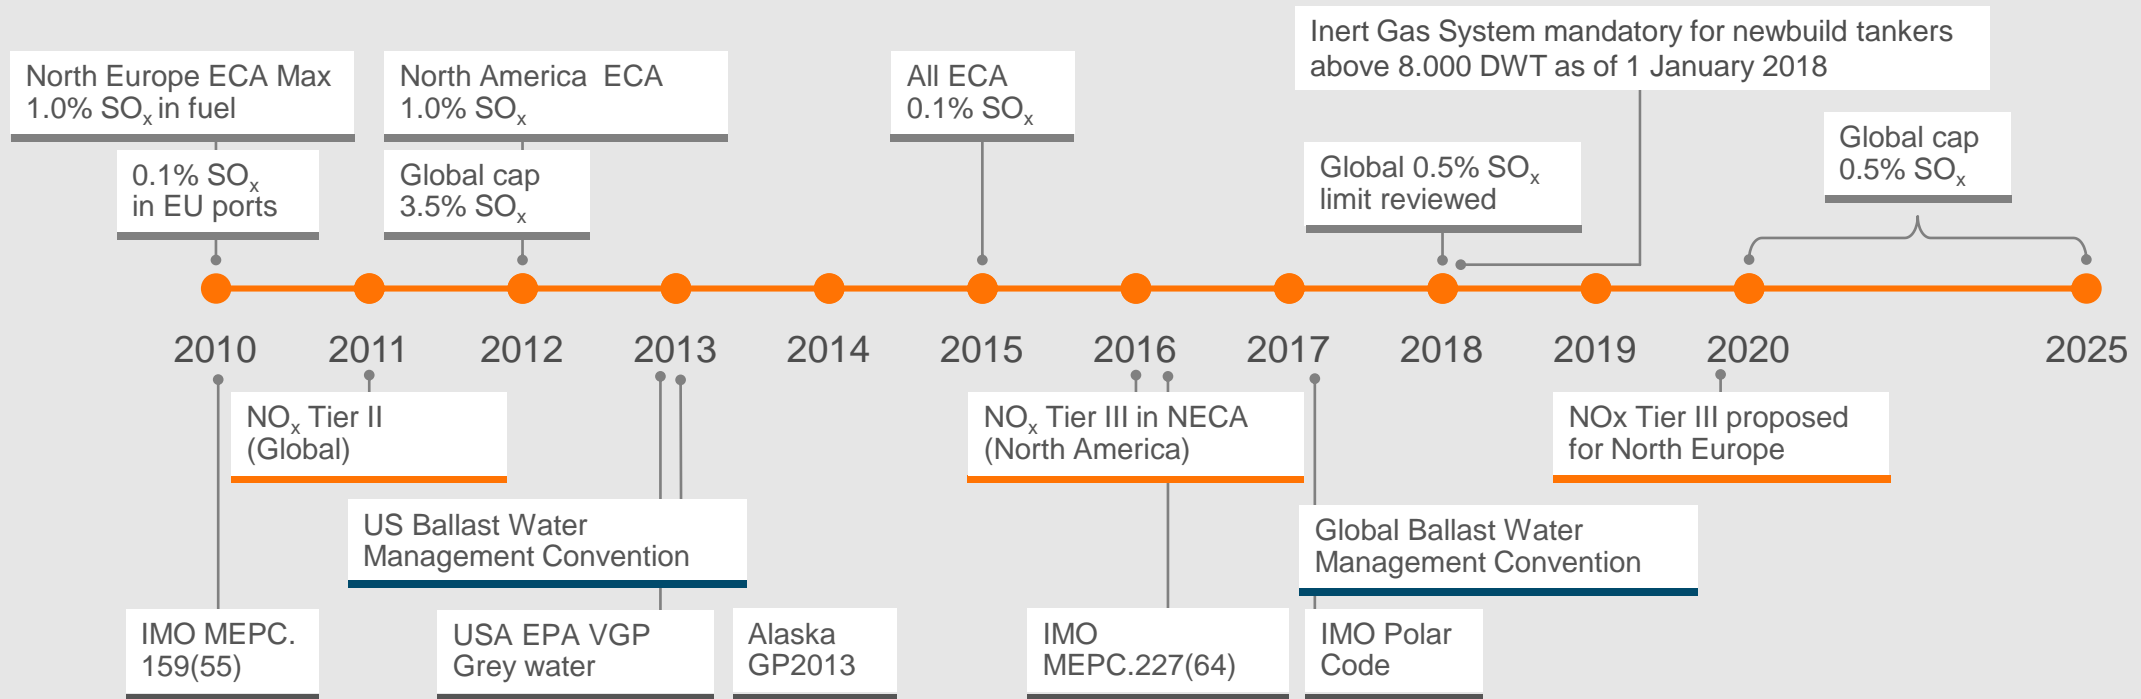 North Europe ECA Max
1.0% SOx in fuel
0.1% SOx
in EU ports
North America  ECA
1.0% SOx
Global cap
3.5% SOx
All ECA
0.1% SOx
Inert Gas System mandatory for newbuild tankers
above 8.000 DWT as of 1 January 2018
Global 0.5% SOx
limit reviewed
Global cap
0.5% SOx
2010 2011 2012 2013 2014 2015 2016 2017 2018 2019 2020 2025
NOx Tier II
(Global)
NOx Tier III in NECA
(North America)
NOx Tier III proposed
for North Europe
US Ballast Water
Management Convention
Global Ballast Water
Management Convention
IMO MEPC.
159(55)
USA EPA VGP
Grey water
Alaska
GP2013
IMO
MEPC.227(64)
IMO Polar
Code